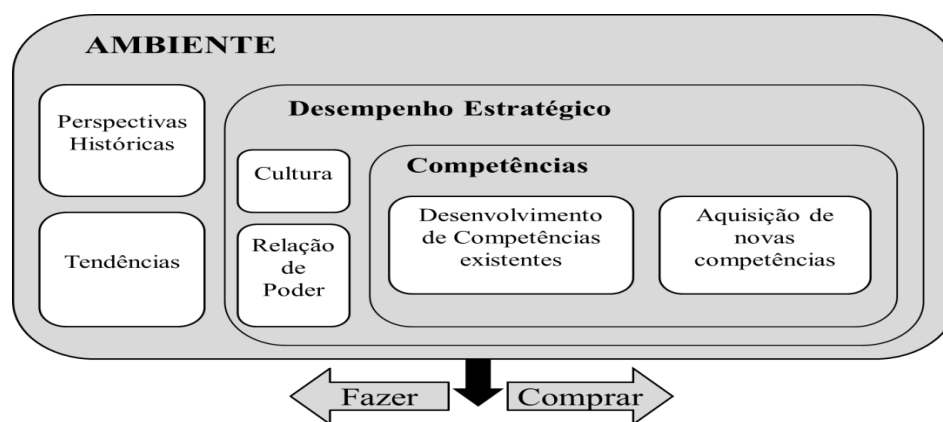 AMBIENTE
Perspectivas
Históricas
Tendências
Desempenho Estratégico
Cultura
Relação
de
Poder
Competências
Desenvolvimento
de Competências
existentes
Aquisição de
novas
competências
Fazer
Comprar